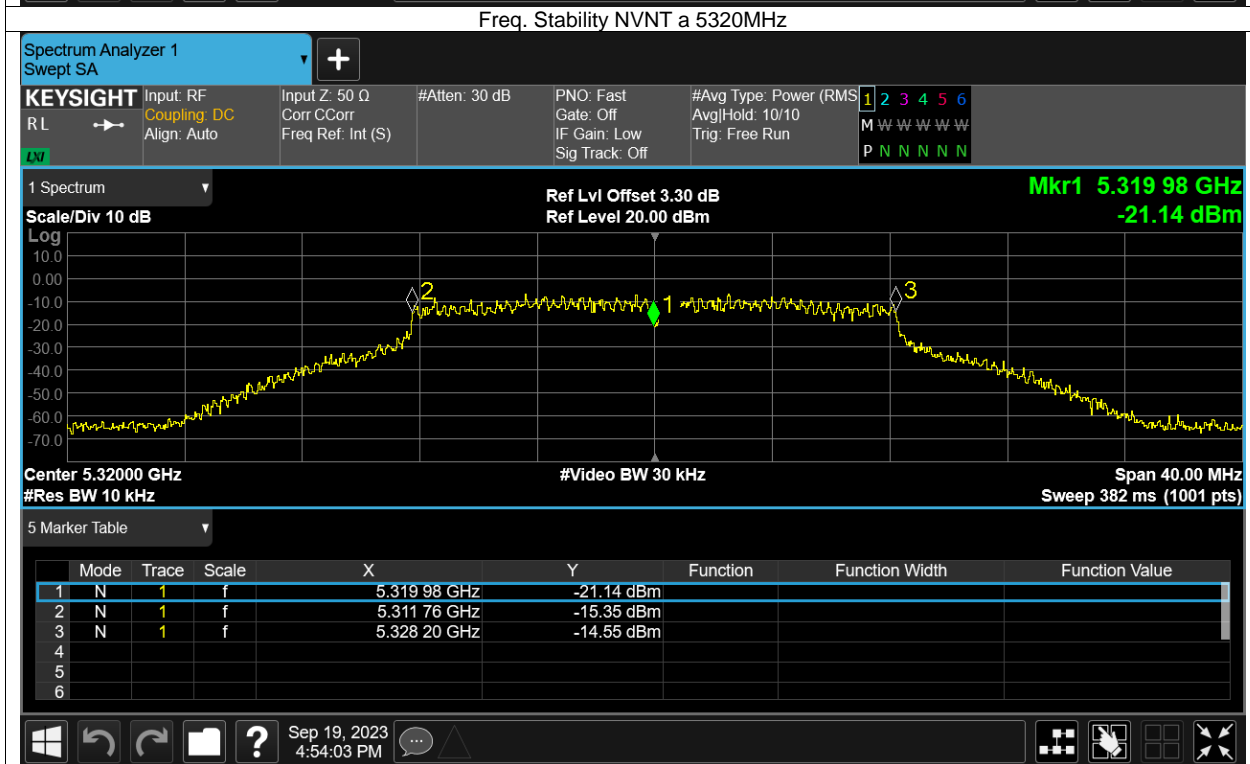 Freq. Stability NVNT a 5320MHz
Spectrum Analyzer 1
Swept SA
+
KEYSIGHT Input: RF Input Z: 50 Ω #Atten: 30 dB PNO: Fast #Avg Type: Power (RMS 1 2 3 4 5 6
RL Coupling: DC Corr CCorr Gate: Off Avg|Hold: 10/10 M W W W W W
Align: Auto Freq Ref: Int (S) IF Gain: Low Trig: Free Run
LXI Sig Track: Off P N N N N N
1 Spectrum Ref Lvl Offset 3.30 dB Mkr1 5.319 98 GHz
Scale/Div 10 dB Ref Level 20.00 dBm -21.14 dBm
Log
10.0
0.00
2 3
-10.0 1
-20.0
-30.0
-40.0
-50.0
-60.0
-70.0
Center 5.32000 GHz #Video BW 30 kHz Span 40.00 MHz
#Res BW 10 kHz Sweep 382 ms (1001 pts)
5 Marker Table
Mode Trace Scale X Y Function Function Width Function Value
1 N 1 f 5.319 98 GHz -21.14 dBm
2 N 1 f 5.311 76 GHz -15.35 dBm
3 N 1 f 5.328 20 GHz -14.55 dBm
4
5
6
? Sep 19, 2023
4:54:03 PM